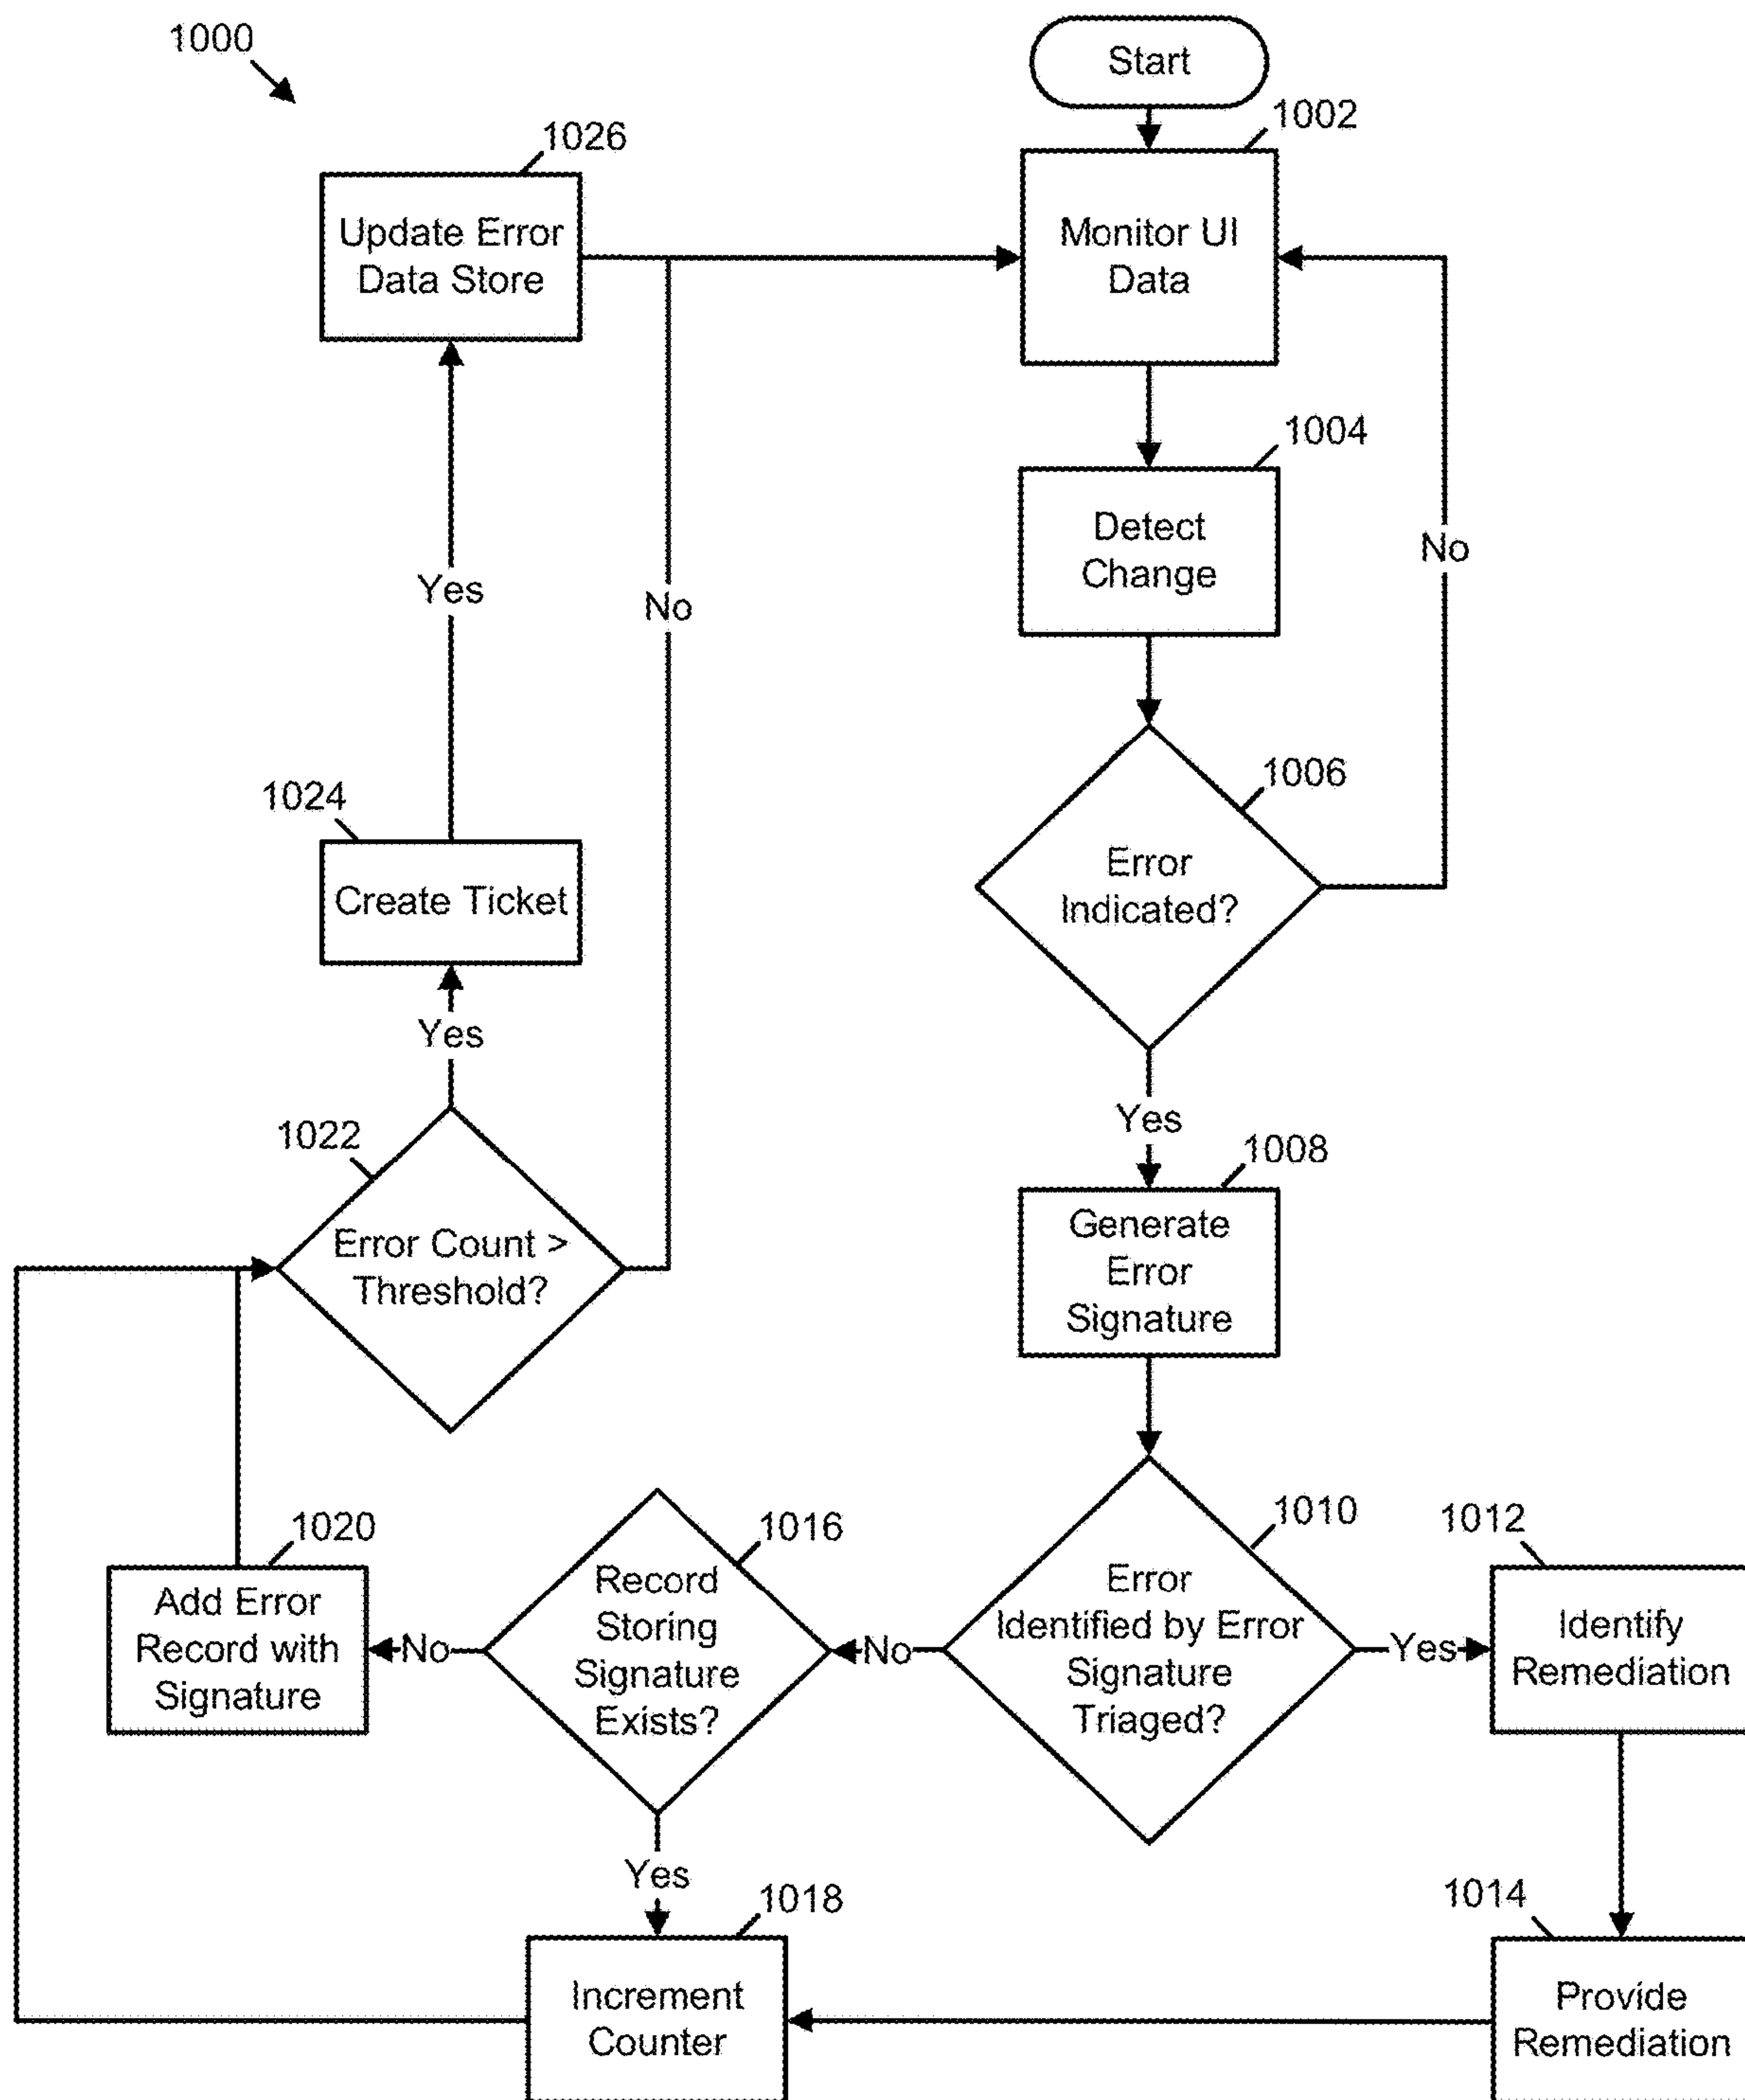 1000
Start
1002
1026
Update Error
Data Store
Monitor UI
Data
1004
Detect
Change
No
Yes
No
1006
Error
Indicated?
1024
Create Ticket
Yes
Yes
1022
1008
Error Count >
Threshold?
Generate
Error
Signature
1010
1012
1016
1020
Add Error
Record with
Signature
No
Record
Storing
Signature
Exists?
No
Error
Identified by Error
Signature
Triaged?
Yes
Identify
Remediation
Yes
1018
1014
Increment
Counter
Provide
Remediation